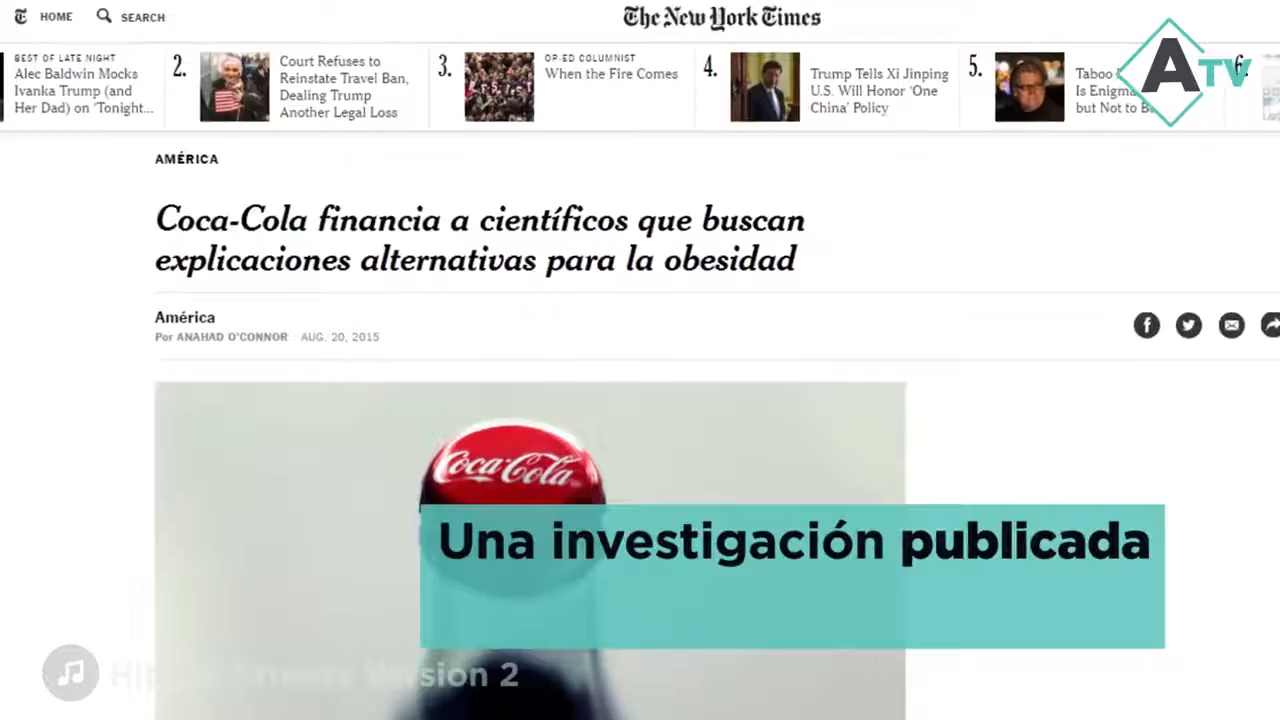 HOME
SEARCH
The New York Times
BEST OF LATE NIGHT
Alec Baldwin Mocks
Ivanka Trump (and
Her Dad) on ‘Tonight...
2.
Court Refuses to
Reinstate Travel Ban,
Dealing Trump
Another Legal Loss
3.
OP-ED COLUMNIST
When the Fire Comes
4.
Trump Tells Xi Jinping
U.S. Will Honor ‘One
China’ Policy
5.
Taboo
Is Enigma
but Not to
6.
ATV
AMÉRICA
Coca-Cola financia a científicos que buscan
explicaciones alternativas para la obesidad
América
Por ANAHAD O'CONNOR AUG. 20, 2015
Coca-Cola
Una investigación publicada
Version 2